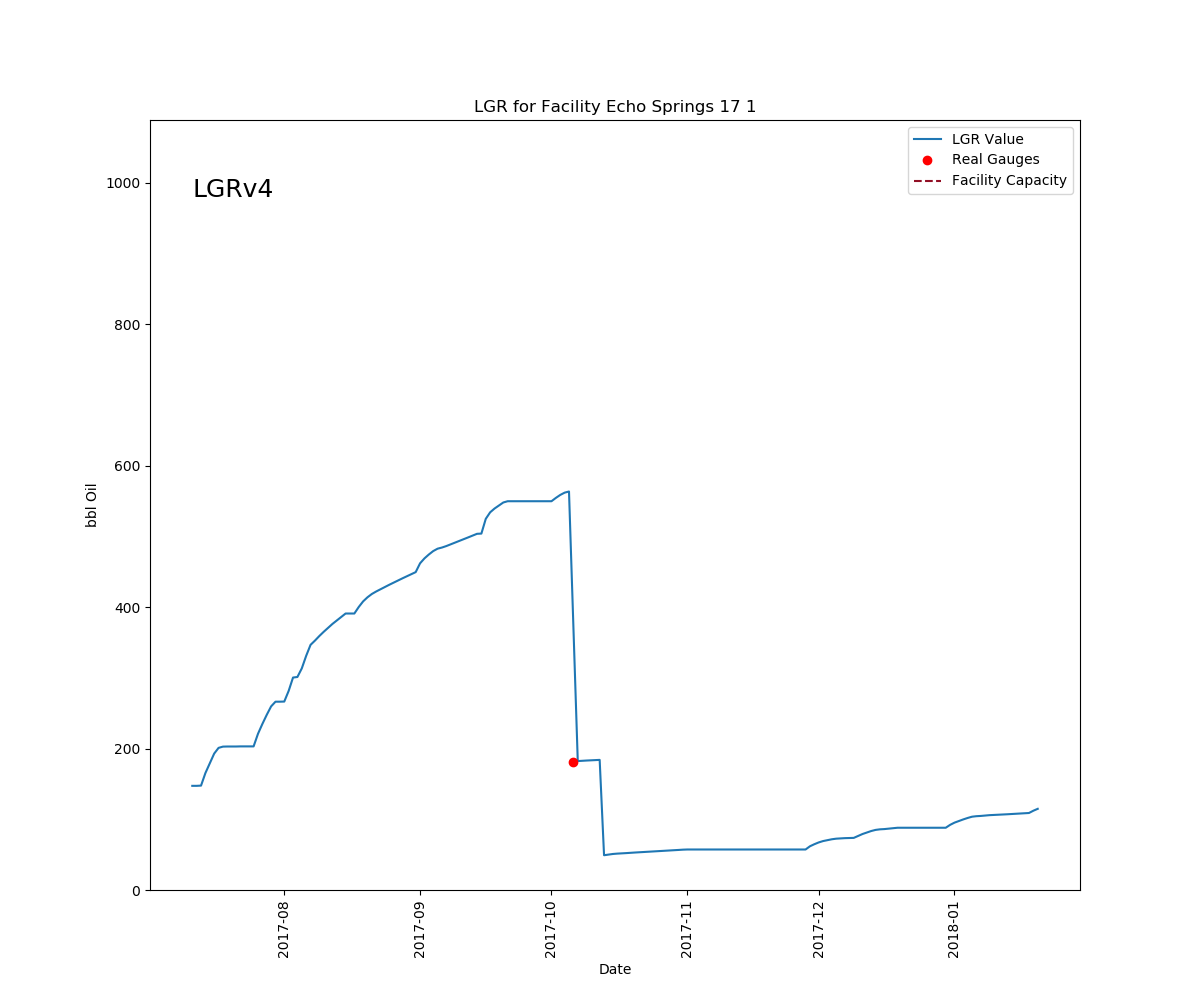 LGR for Facility Echo Springs 17 1
LGR Value
Real Gauges
Facility Capacity
LGRv4
1000
800
600
400
200
0
bbl Oil
2017-08
2017-09
2017-10
2017-11
2017-12
2018-01
Date